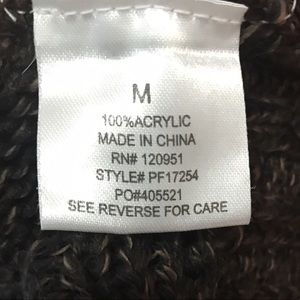 M
100%ACRYLIC
MADE IN CHINA
RN# 120951
STYLE# PF17254
PO#405521
SEE REVERSE FOR CARE